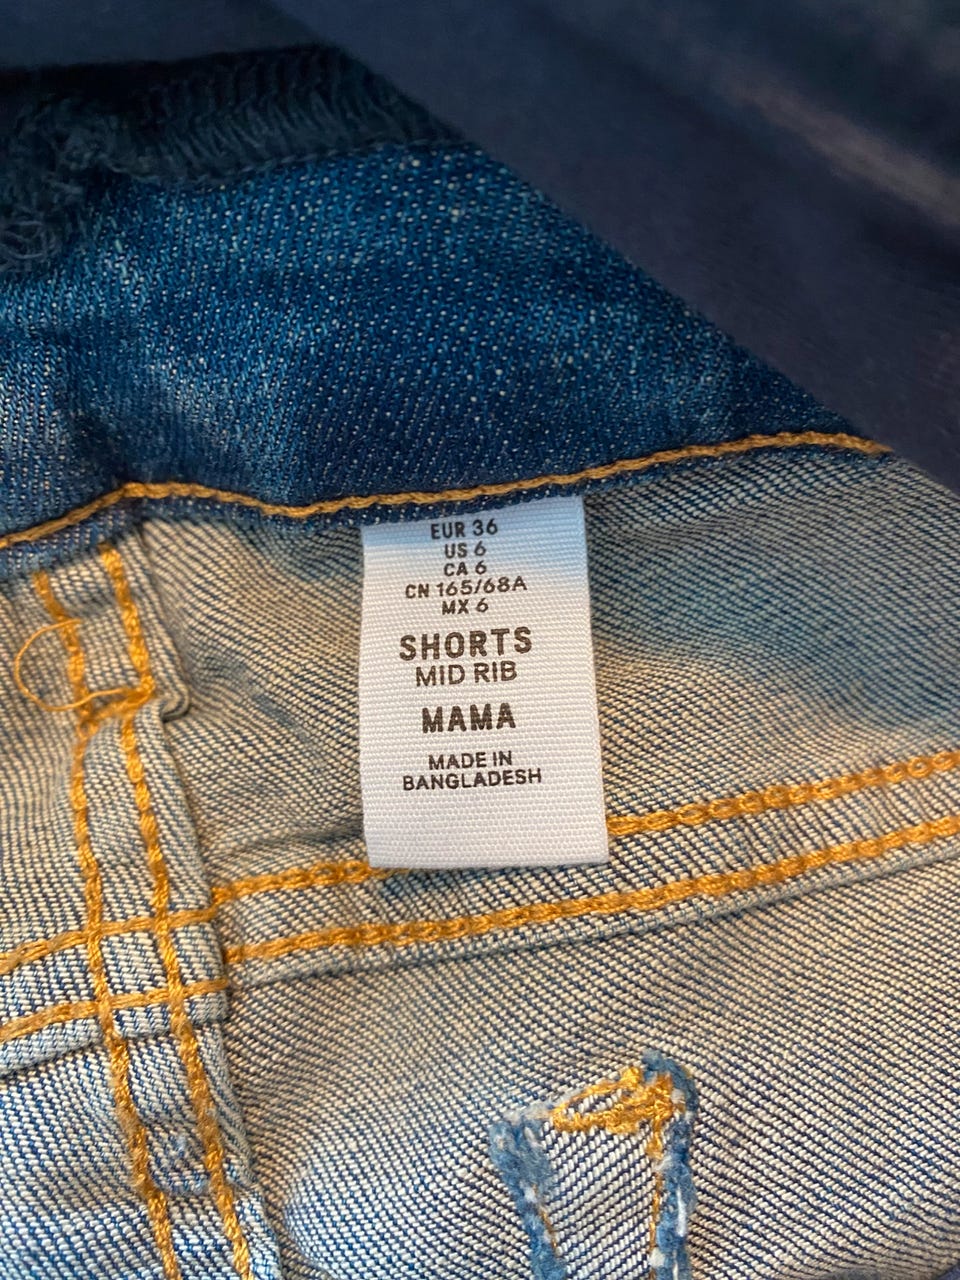 EUR 36
US 6
CA 6
CN 165/68A
MX 6
SHORTS
MID RIB
MAMA
MADE IN
BANGLADESH